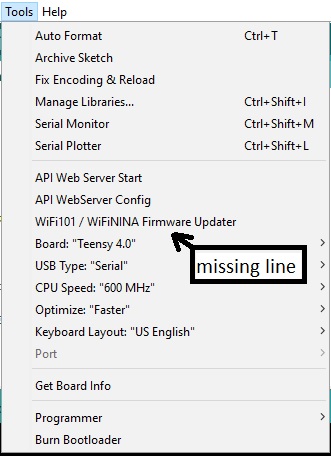 Tools Help
Auto Format Ctrl+T
Archive Sketch
Fix Encoding & Reload
Manage Libraries... Ctrl+Shift+I
Serial Monitor Ctrl+Shift+M
Serial Plotter Ctrl+Shift+L
API Web Server Start
API WebServer Config
WiFi101 / WiFiNINA Firmware Updater
Board: "Teensy 4.0"
missing line
USB Type: "Serial"
CPU Speed: "600 MHz"
Optimize: "Faster"
Keyboard Layout: "US English"
Port
Get Board Info
Programmer
Burn Bootloader